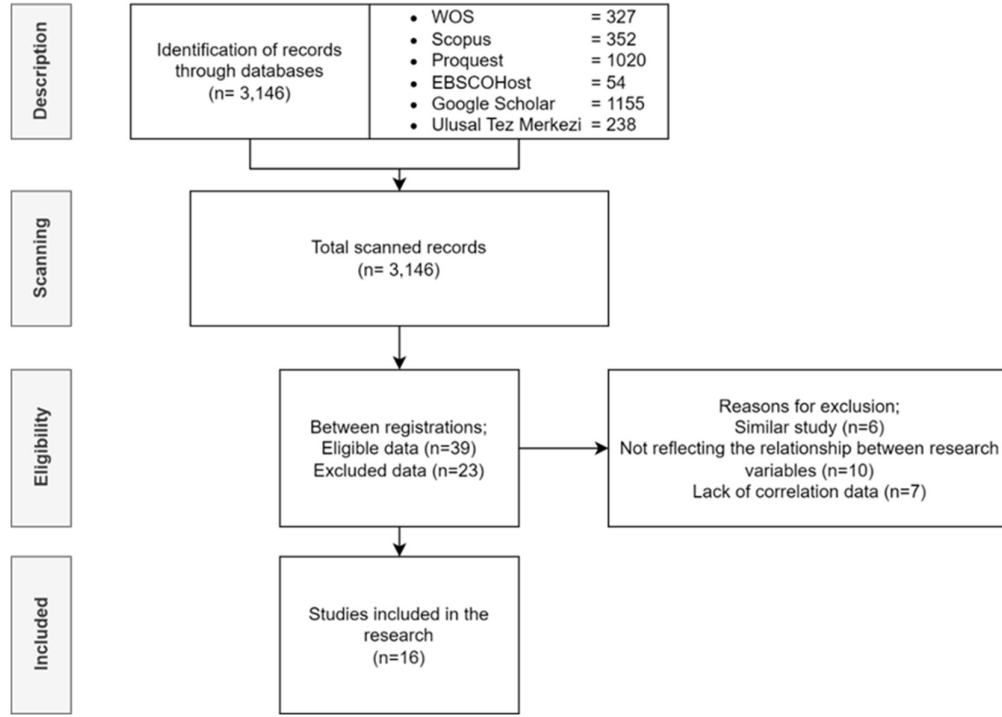 Description
Identification of records
through databases
(n= 3,146)
• WOS = 327
• Scopus = 352
• Proquest = 1020
• EBSCOHost = 54
• Google Scholar = 1155
• Ulusal Tez Merkezi = 238
Scanning
Total scanned records
(n= 3,146)
Eligibility
Between registrations;
Eligible data (n=39)
Excluded data (n=23)
Reasons for exclusion;
Similar study (n=6)
Not reflecting the relationship between research
variables (n=10)
Lack of correlation data (n=7)
Included
Studies included in the
research
(n=16)